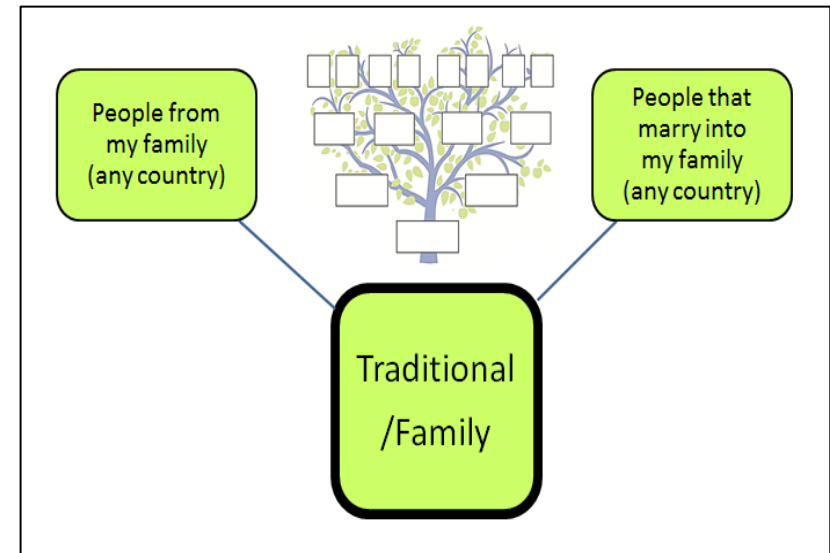 People from
my family
(any country)
People that
marry into
my family
(any country)
Traditional
/Family